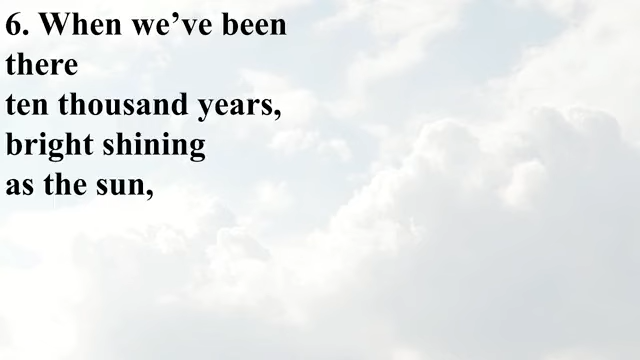 6. When we’ve been
there
ten thousand years,
bright shining
as the sun,